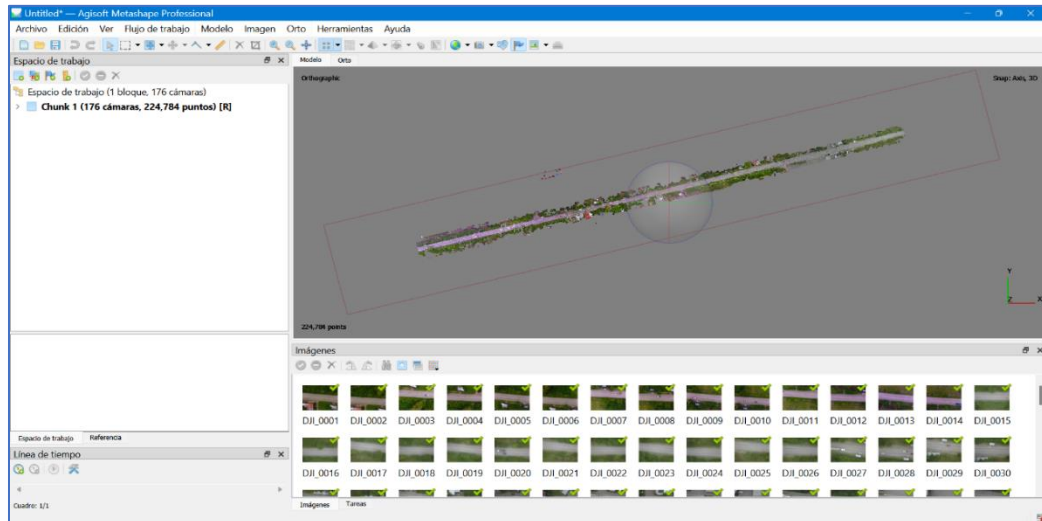 Untitled* — Agisoft Metashape Professional
Archivo Edición Ver Flujo de trabajo Modelo Imagen Orto Herramientas Ayuda
Espacio de trabajo
Modelo Orto
Orthographic
Snap: Axis, 3D
Espacio de trabajo (1 bloque, 176 cámaras)
Chunk 1 (176 cámaras, 224,784 puntos) [R]
Y
Z X
224,784 points
Imágenes
DJI_0001 DJI_0002 DJI_0003 DJI_0004 DJI_0005 DJI_0006 DJI_0007 DJI_0008 DJI_0009 DJI_0010 DJI_0011 DJI_0012 DJI_0013 DJI_0014 DJI_0015
Espacio de trabajo Referencia
Línea de tiempo
DJI_0016 DJI_0017 DJI_0018 DJI_0019 DJI_0020 DJI_0021 DJI_0022 DJI_0023 DJI_0024 DJI_0025 DJI_0026 DJI_0027 DJI_0028 DJI_0029 DJI_0030
Cuadro: 1/1
Imágenes Tareas